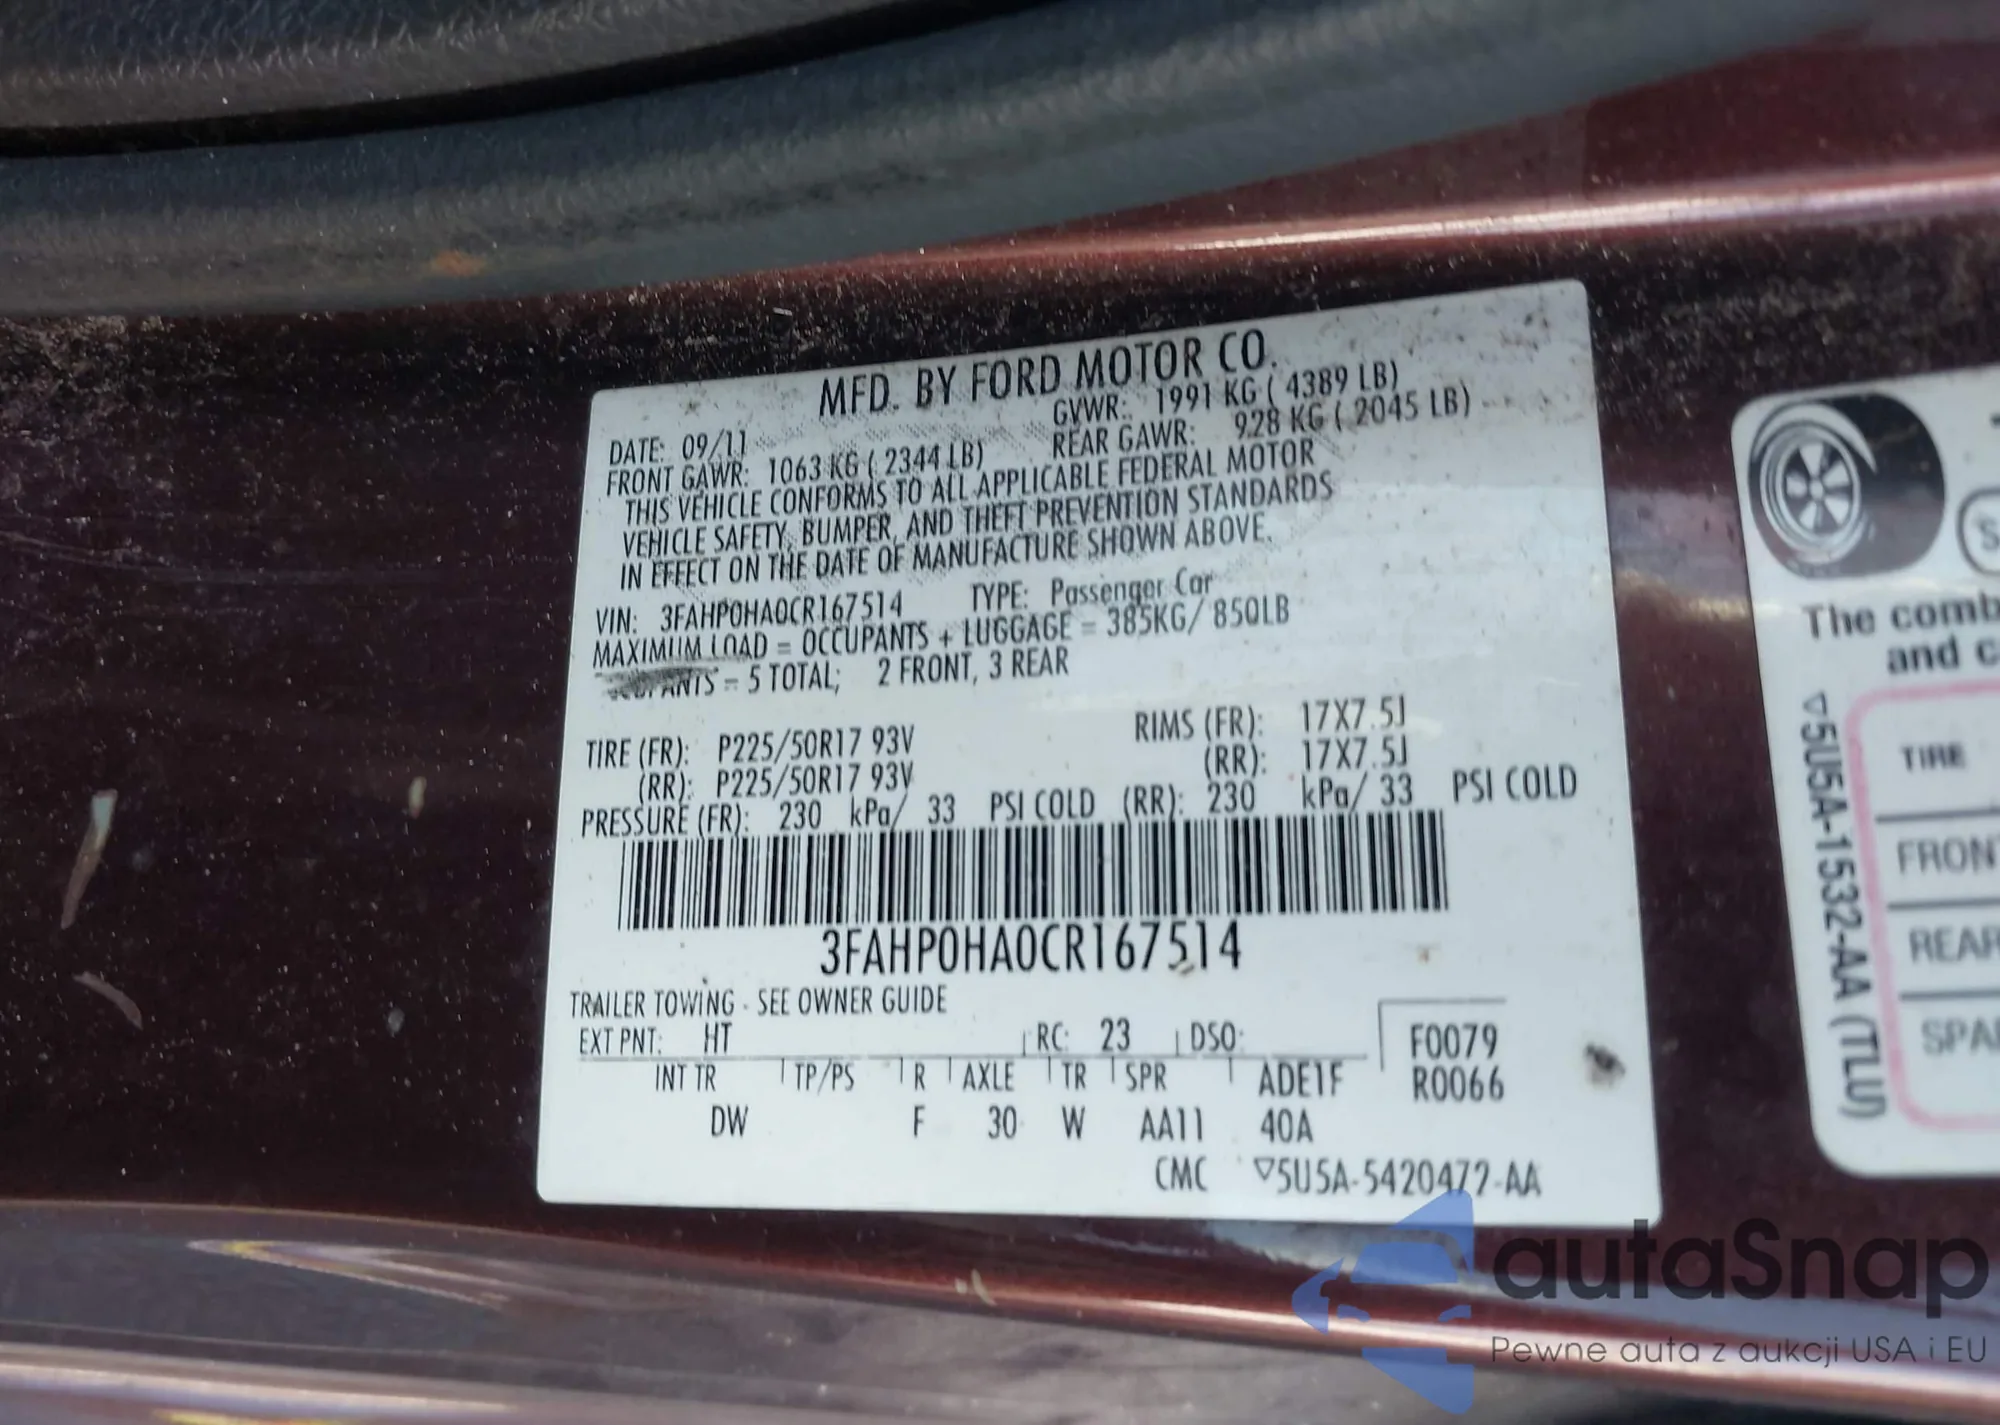 MFD. BY FORD MOTOR CO.
DATE: 09/11 GVWR: 1991 KG ( 4389 LB)
FRONT GAWR: 1063 KG ( 2344 LB) REAR GAWR: 928 KG ( 2045 LB)
THIS VEHICLE CONFORMS TO ALL APPLICABLE FEDERAL MOTOR
VEHICLE SAFETY, BUMPER, AND THEFT PREVENTION STANDARDS
IN EFFECT ON THE DATE OF MANUFACTURE SHOWN ABOVE.
VIN: 3FAHP0HA0CR167514 TYPE: Passenger Car
MAXIMUM LOAD = OCCUPANTS + LUGGAGE = 385KG/ 850LB
= 5 TOTAL; 2 FRONT, 3 REAR
TIRE (FR): P225/50R17 93V RIMS (FR): 17X7.5J
(RR): P225/50R17 93V (RR): 17X7.5J
PRESSURE (FR): 230 kPa/ 33 PSI COLD (RR): 230 kPa/ 33 PSI COLD
3FAHP0HA0CR167514
TRAILER TOWING - SEE OWNER GUIDE
EXT PNT: HT RC: 23 DSO: F0079
INT TR TP/PS R AXLE TR SPR ADE1F R0066
DW F 30 W AA11 40A
CMC ▽5U5A-5420472-AA
The comb
and c
▽5U5A-1532-AA (TLU)
TIRE
FRONT
REAR
SPA
autaSnap
Pewne auta z aukcji USA i EU